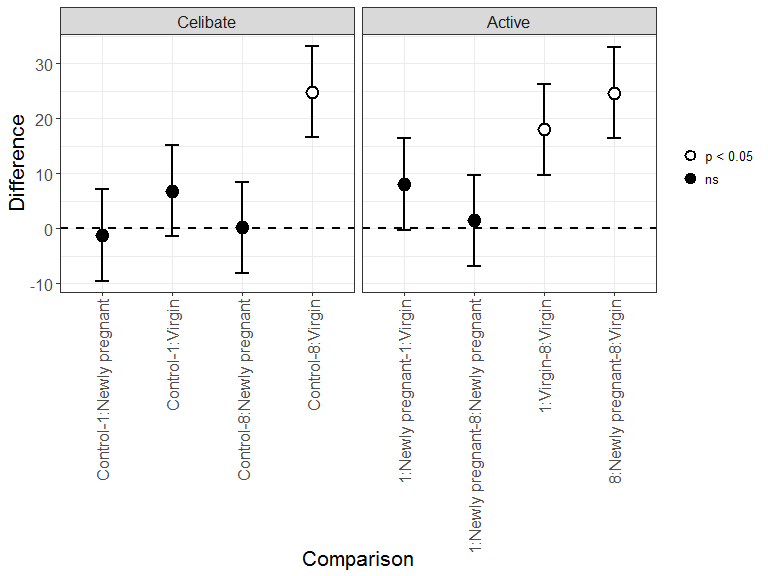 Celibate
Active
Difference
30
20
10
0
-10
Control-1:Newly pregnant
Control-1:Virgin
Control-8:Newly pregnant
Control-8:Virgin
1:Newly pregnant-1:Virgin
1:Newly pregnant-8:Newly pregnant
1:Virgin-8:Virgin
8:Newly pregnant-8:Virgin
Comparison
p < 0.05
ns